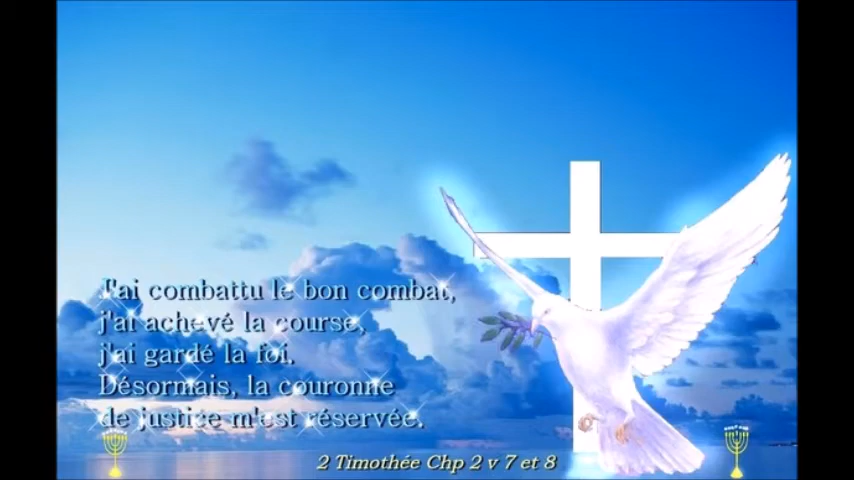 J'ai combattu le bon combat,
j'ai achevé la course,
j'ai gardé la foi.
Désormais, la couronne
de justice m'est réservée.
2 Timothée Chp 2 v 7 et 8